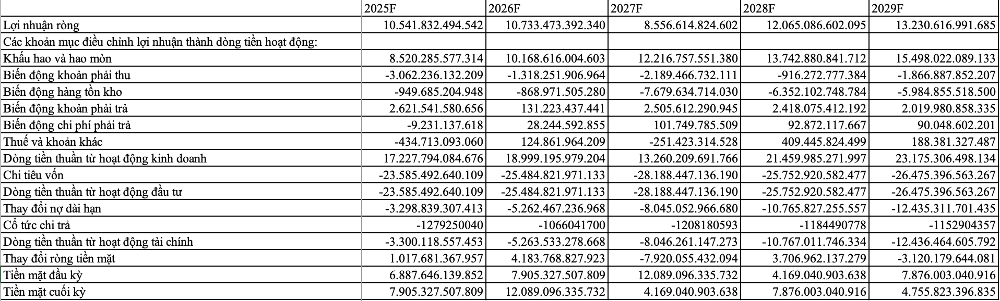 2025F 2026F 2027F 2028F 2029F
Lợi nhuận ròng 10.541.832.494.542 10.733.473.392.340 8.556.614.824.602 12.065.086.602.095 13.230.616.991.685
Các khoản mục điều chỉnh lợi nhuận thành dòng tiền hoạt động:
Khấu hao và hao mòn 8.520.285.577.314 10.168.616.004.603 12.216.757.551.380 13.742.880.841.712 15.498.022.089.133
Biến động khoản phải thu -3.062.236.132.209 -1.318.251.906.964 -2.189.466.732.111 -916.272.777.384 -1.866.887.852.207
Biến động hàng tồn kho -949.685.204.948 -868.971.505.280 -7.679.634.714.030 -6.352.102.748.784 -5.984.855.518.500
Biến động khoản phải trả 2.621.541.580.656 131.223.437.441 2.505.612.290.945 2.418.075.412.192 2.019.980.858.335
Biến động chi phí phải trả -9.231.137.618 28.244.592.855 101.749.785.509 92.872.117.667 90.048.602.201
Thuế và khoản khác -434.713.093.060 124.861.964.209 -251.423.314.528 409.445.824.499 188.381.327.487
Dòng tiền thuần từ hoạt động kinh doanh 17.227.794.084.676 18.999.195.979.204 13.260.209.691.766 21.459.985.271.997 23.175.306.498.134
Chi tiêu vốn -23.585.492.640.109 -25.484.821.971.133 -28.188.447.136.190 -25.752.920.582.477 -26.475.396.563.267
Dòng tiền thuần từ hoạt động đầu tư -23.585.492.640.109 -25.484.821.971.133 -28.188.447.136.190 -25.752.920.582.477 -26.475.396.563.267
Thay đổi nợ dài hạn -3.298.839.307.413 -5.262.467.236.968 -8.045.052.966.680 -10.765.827.255.557 -12.435.311.701.435
Cổ tức chi trả -1279250040 -1066041700 -1208180593 -1184490778 -1152904357
Dòng tiền thuần từ hoạt động tài chính -3.300.118.557.453 -5.263.533.278.668 -8.046.261.147.273 -10.767.011.746.334 -12.436.464.605.792
Thay đổi ròng tiền mặt 1.017.681.367.957 4.183.768.827.923 -7.920.055.432.094 3.706.962.137.279 -3.120.179.644.081
Tiền mặt đầu kỳ 6.887.646.139.852 7.905.327.507.809 12.089.096.335.732 4.169.040.903.638 7.876.003.040.916
Tiền mặt cuối kỳ 7.905.327.507.809 12.089.096.335.732 4.169.040.903.638 7.876.003.040.916 4.755.823.396.835